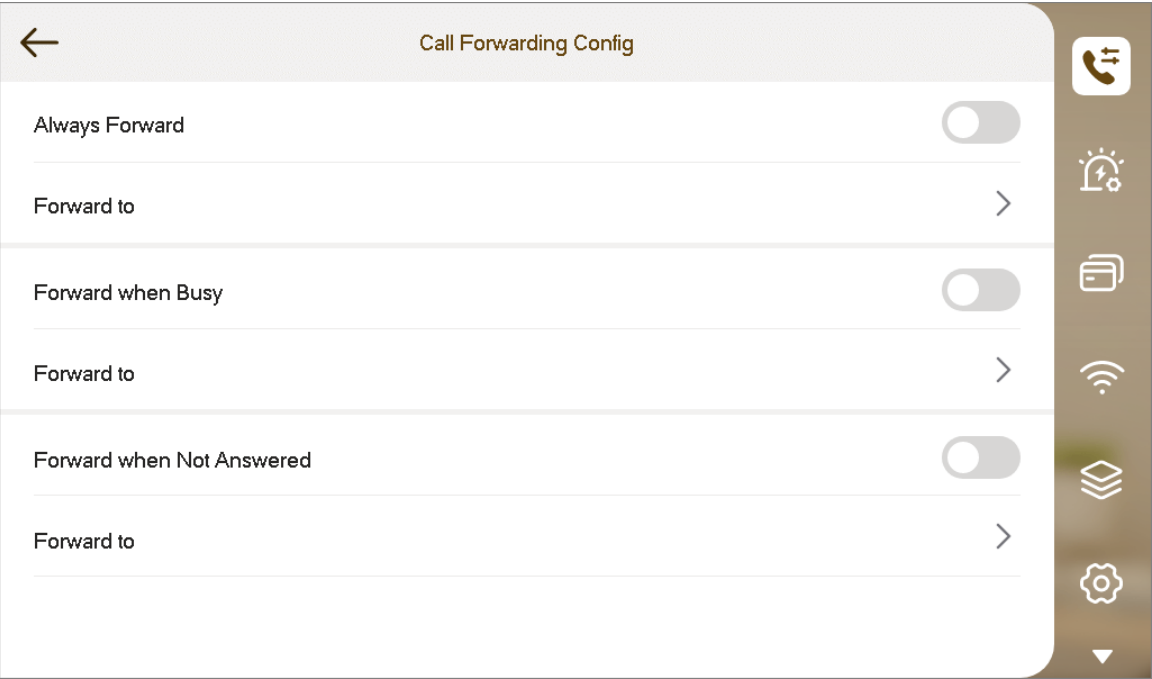 Call Forwarding Config
Always Forward
Forward to
Forward when Busy
Forward to
Forward when Not Answered
Forward to